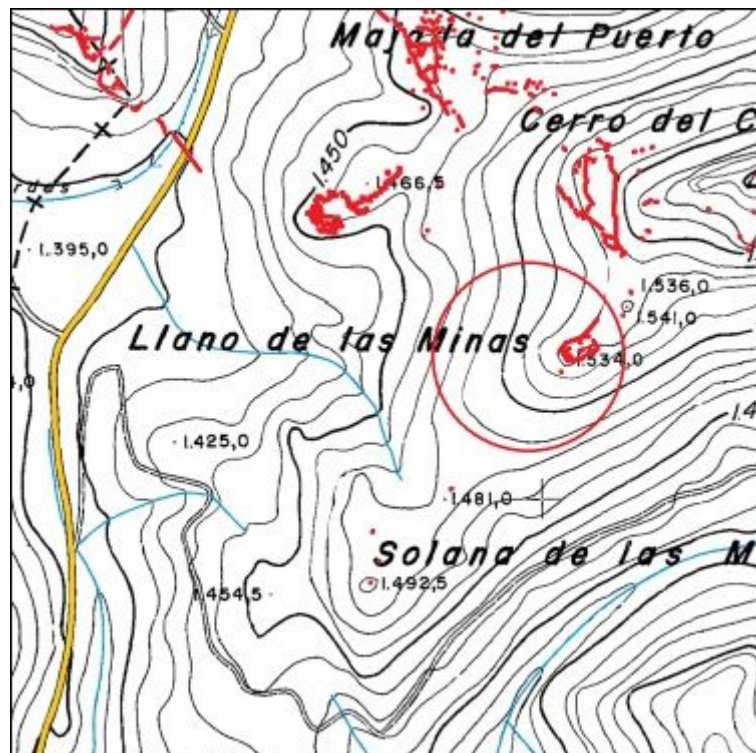 Majada del Puerto
Cerro del C
1.450
1.466,5
1.395,0
1.536,0
1.541,0
Llano de las Minas
1.534,0
1.425,0
1.481,0
Solana de las M
1.492,5
1.454,5